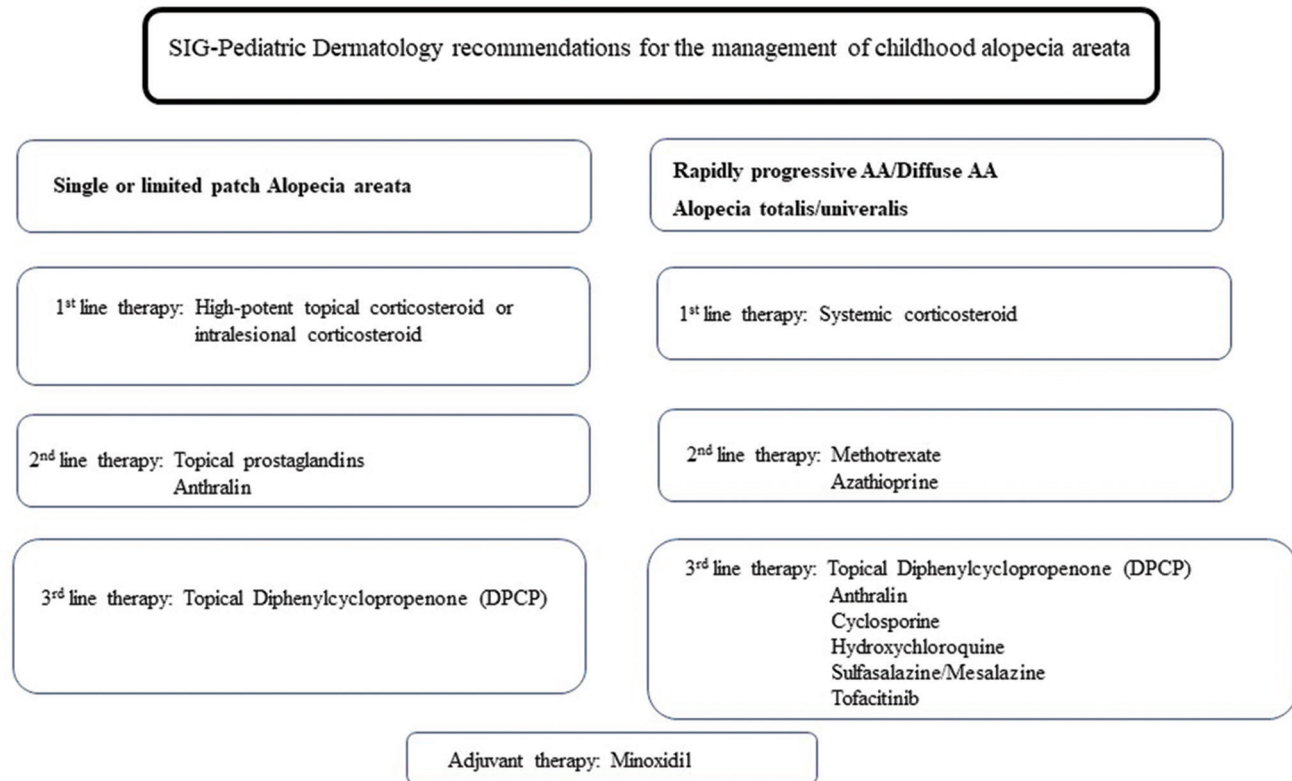 SIG-Pediatric Dermatology recommendations for the management of childhood alopecia areata
Single or limited patch Alopecia areata
1st line therapy: High-potent topical corticosteroid or
intralesional corticosteroid
2nd line therapy: Topical prostaglandins
Anthralin
3rd line therapy: Topical Diphenylcyclopropenone (DPCP)
Rapidly progressive AA/Diffuse AA
Alopecia totalis/univeralis
1st line therapy: Systemic corticosteroid
2nd line therapy: Methotrexate
Azathioprine
3rd line therapy: Topical Diphenylcyclopropenone (DPCP)
Anthralin
Cyclosporine
Hydroxychloroquine
Sulfasalazine/Mesalazine
Tofacitinib
Adjuvant therapy: Minoxidil